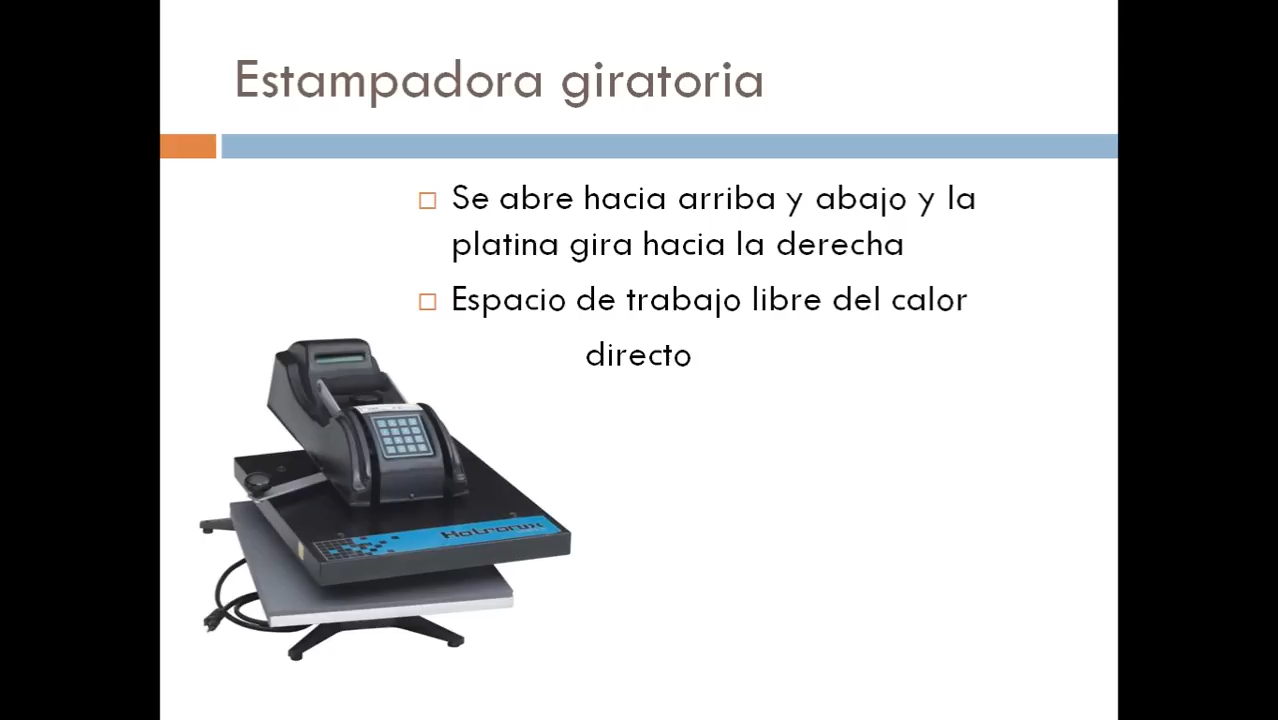 Estampadora giratoria
Se abre hacia arriba y abajo y la
platina gira hacia la derecha
Espacio de trabajo libre del calor
directo
Hotronix